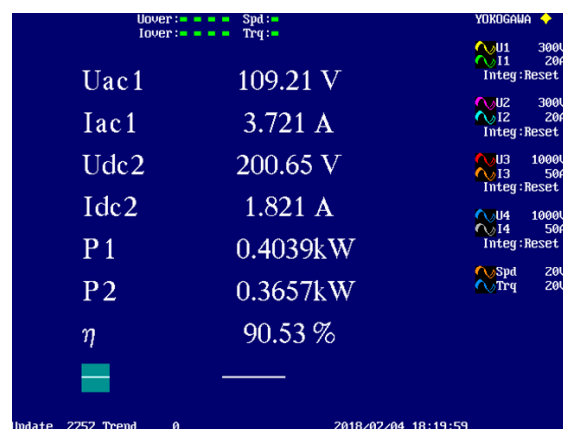 Uover: Spd:
Iover: Trq:
YOKOGAWA
Uac1 109.21 V
Iac1 3.721 A
Udc2 200.65 V
Idc2 1.821 A
P1 0.4039kW
P2 0.3657kW
η 90.53 %
U1 300V
I1 20A
Integ:Reset
U2 300V
I2 20A
Integ:Reset
U3 1000V
I3 50A
Integ:Reset
U4 1000V
I4 50A
Integ:Reset
Spd 20V
Trq 20V
Update 2257 Trend 0 2018/02/04 18:19:59